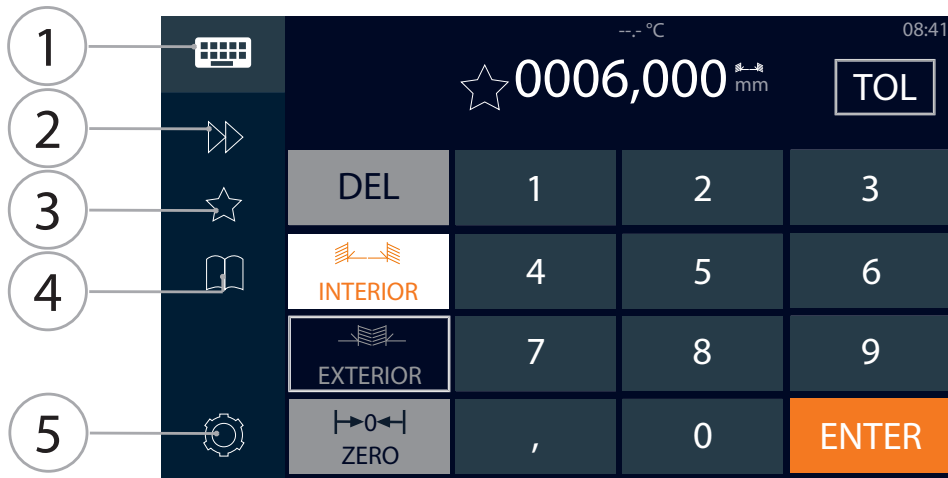 1
--.- °C 08:41
0006,000 mm TOL
2
3
DEL 1 2 3
4
INTERIOR 4 5 6
EXTERIOR 7 8 9
5
0
ZERO , 0 ENTER